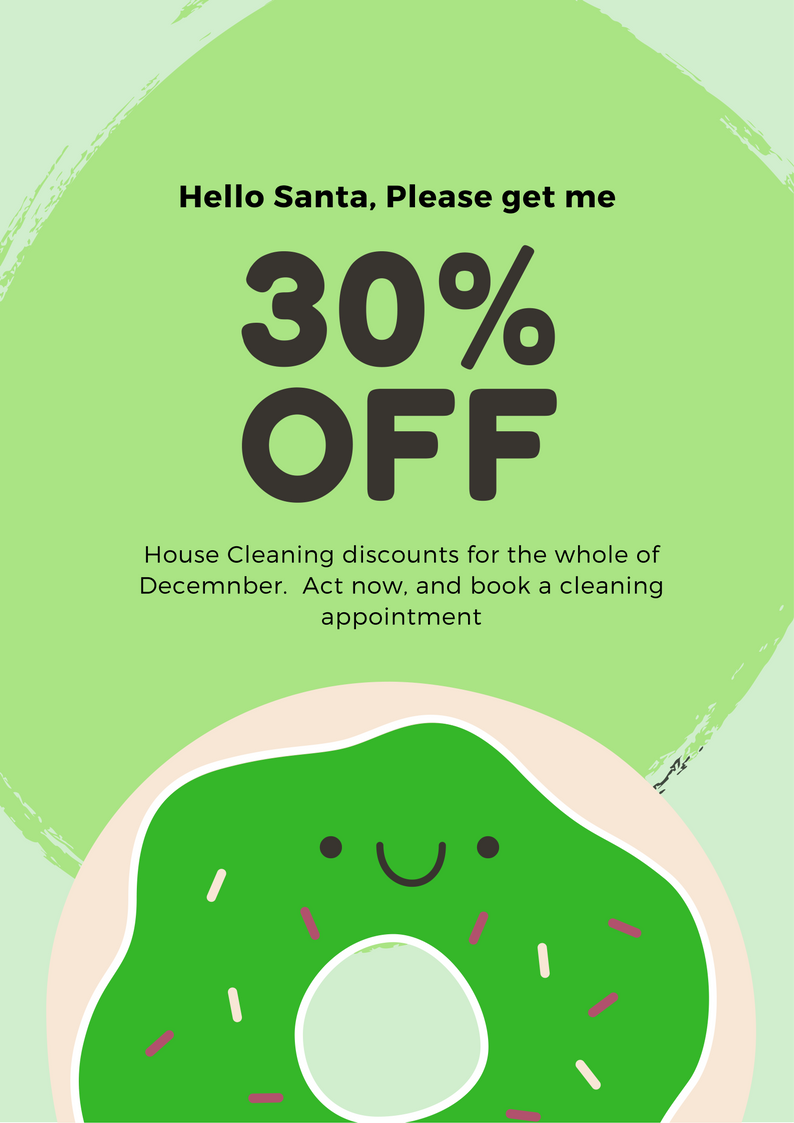 Hello Santa, Please get me
30%
OFF
House Cleaning discounts for the whole of
Decemnber.  Act now, and book a cleaning
appointment